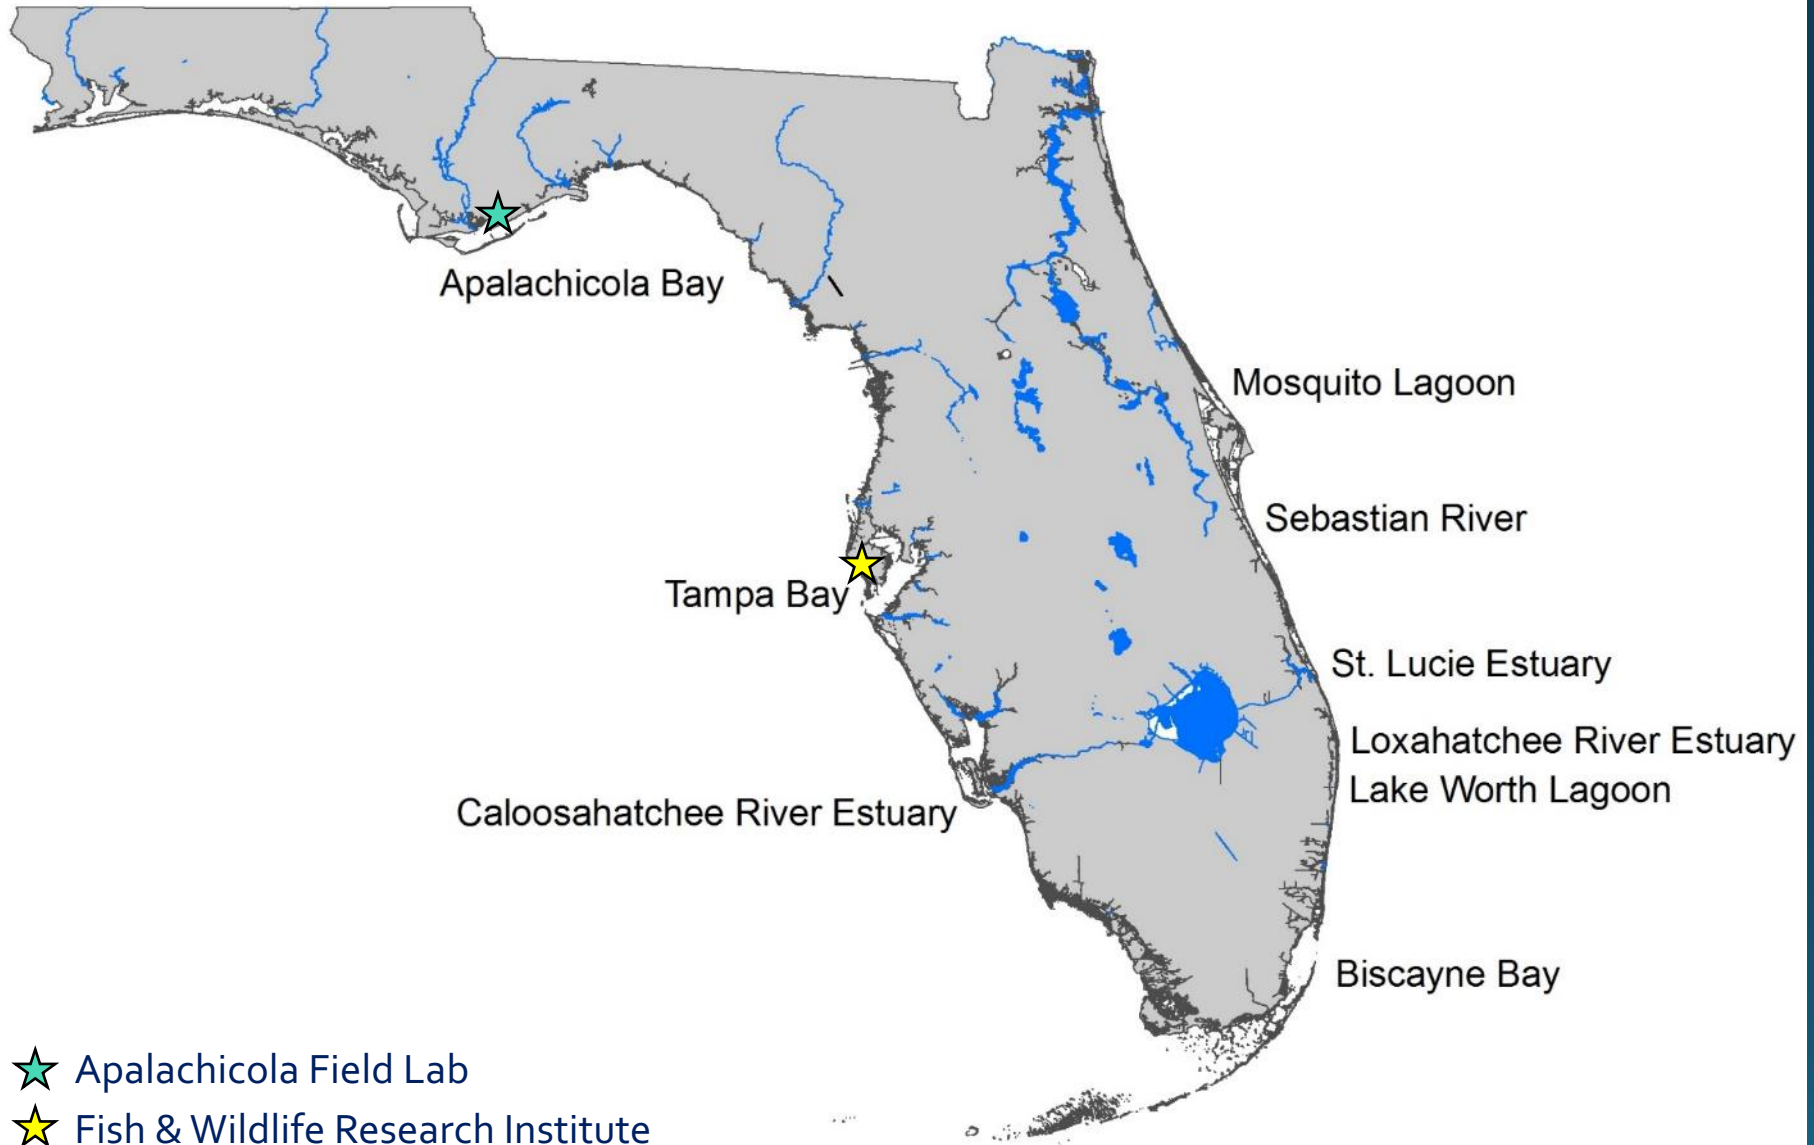 Apalachicola Bay
Mosquito Lagoon
Sebastian River
Tampa Bay
St. Lucie Estuary
Loxahatchee River Estuary
Lake Worth Lagoon
Caloosahatchee River Estuary
Biscayne Bay
Apalachicola Field Lab
Fish & Wildlife Research Institute